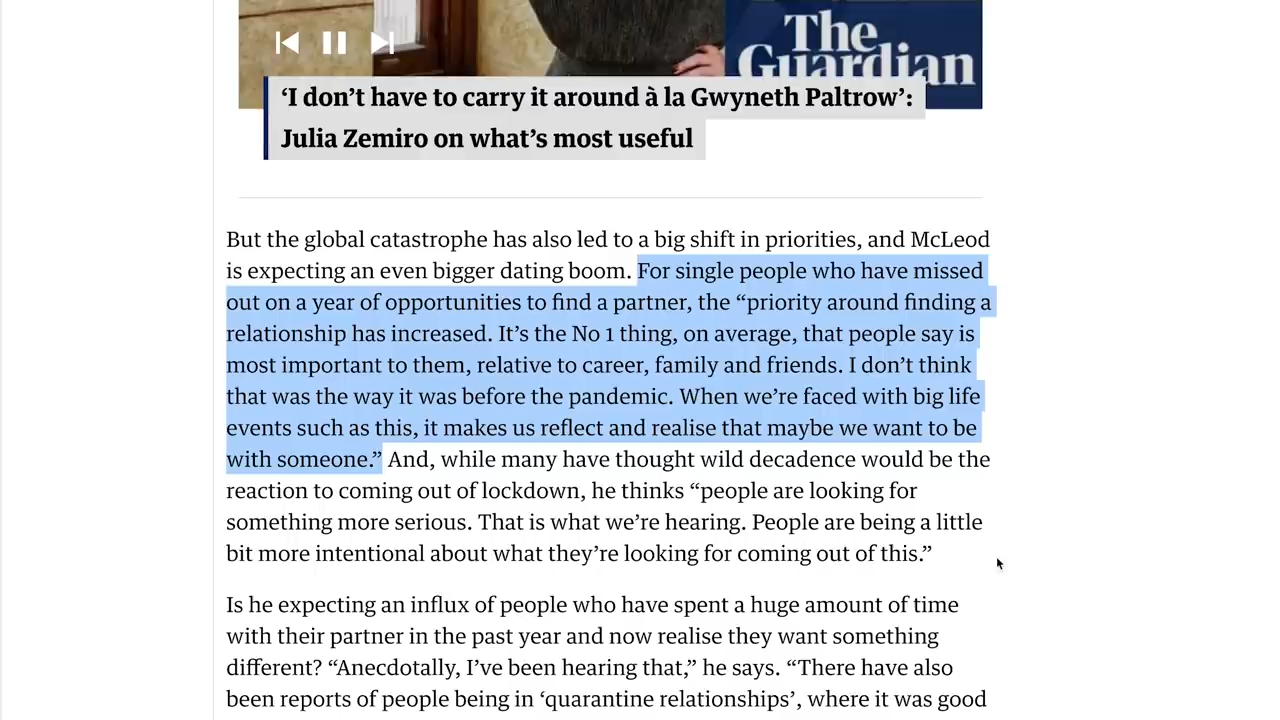 The
Guardian
‘I don’t have to carry it around à la Gwyneth Paltrow’:
Julia Zemiro on what’s most useful
But the global catastrophe has also led to a big shift in priorities, and McLeod
is expecting an even bigger dating boom. For single people who have missed
out on a year of opportunities to find a partner, the “priority around finding a
relationship has increased. It’s the No 1 thing, on average, that people say is
most important to them, relative to career, family and friends. I don’t think
that was the way it was before the pandemic. When we’re faced with big life
events such as this, it makes us reflect and realise that maybe we want to be
with someone.” And, while many have thought wild decadence would be the
reaction to coming out of lockdown, he thinks “people are looking for
something more serious. That is what we’re hearing. People are being a little
bit more intentional about what they’re looking for coming out of this.”
Is he expecting an influx of people who have spent a huge amount of time
with their partner in the past year and now realise they want something
different? “Anecdotally, I’ve been hearing that,” he says. “There have also
been reports of people being in ‘quarantine relationships’, where it was good